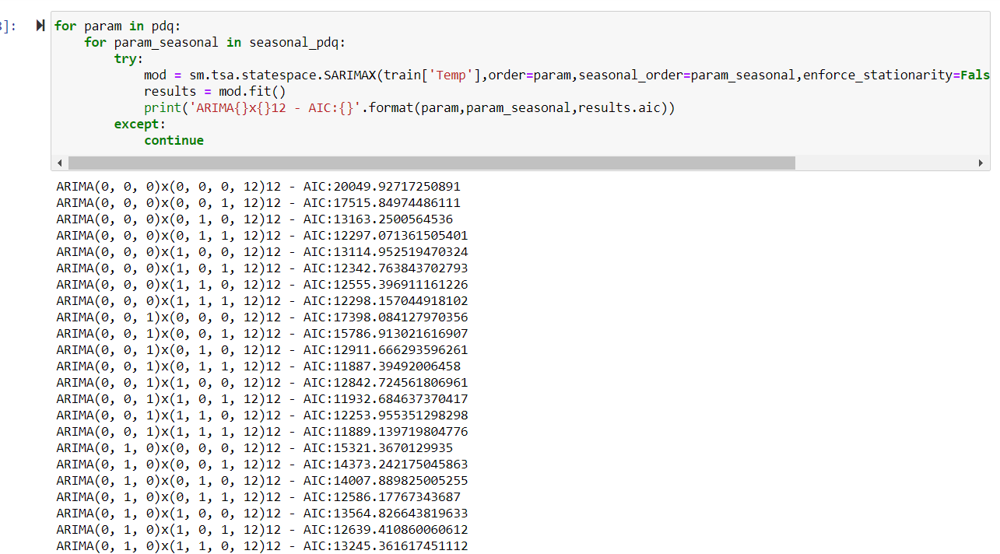 3]:
for param in pdq:
    for param_seasonal in seasonal_pdq:
        try:
            mod = sm.tsa.statespace.SARIMAX(train['Temp'],order=param,seasonal_order=param_seasonal,enforce_stationarity=Fals
            results = mod.fit()
            print('ARIMA{}x{}12 - AIC:{}'.format(param,param_seasonal,results.aic))
        except:
            continue
ARIMA(0, 0, 0)x(0, 0, 0, 12)12 - AIC:20049.92717250891
ARIMA(0, 0, 0)x(0, 0, 1, 12)12 - AIC:17515.84974486111
ARIMA(0, 0, 0)x(0, 1, 0, 12)12 - AIC:13163.2500564536
ARIMA(0, 0, 0)x(0, 1, 1, 12)12 - AIC:12297.071361505401
ARIMA(0, 0, 0)x(1, 0, 0, 12)12 - AIC:13114.952519470324
ARIMA(0, 0, 0)x(1, 0, 1, 12)12 - AIC:12342.763843702793
ARIMA(0, 0, 0)x(1, 1, 0, 12)12 - AIC:12555.396911161226
ARIMA(0, 0, 0)x(1, 1, 1, 12)12 - AIC:12298.157044918102
ARIMA(0, 0, 1)x(0, 0, 0, 12)12 - AIC:17398.084127970356
ARIMA(0, 0, 1)x(0, 0, 1, 12)12 - AIC:15786.913021616907
ARIMA(0, 0, 1)x(0, 1, 0, 12)12 - AIC:12911.666293596261
ARIMA(0, 0, 1)x(0, 1, 1, 12)12 - AIC:11887.39492006458
ARIMA(0, 0, 1)x(1, 0, 0, 12)12 - AIC:12842.724561806961
ARIMA(0, 0, 1)x(1, 0, 1, 12)12 - AIC:11932.684637370417
ARIMA(0, 0, 1)x(1, 1, 0, 12)12 - AIC:12253.955351298298
ARIMA(0, 0, 1)x(1, 1, 1, 12)12 - AIC:11889.139719804776
ARIMA(0, 1, 0)x(0, 0, 0, 12)12 - AIC:15321.3670129935
ARIMA(0, 1, 0)x(0, 0, 1, 12)12 - AIC:14373.242175045863
ARIMA(0, 1, 0)x(0, 1, 0, 12)12 - AIC:14007.889825005255
ARIMA(0, 1, 0)x(0, 1, 1, 12)12 - AIC:12586.17767343687
ARIMA(0, 1, 0)x(1, 0, 0, 12)12 - AIC:13564.826643819633
ARIMA(0, 1, 0)x(1, 0, 1, 12)12 - AIC:12639.410860060612
ARIMA(0, 1, 0)x(1, 1, 0, 12)12 - AIC:13245.361617451112